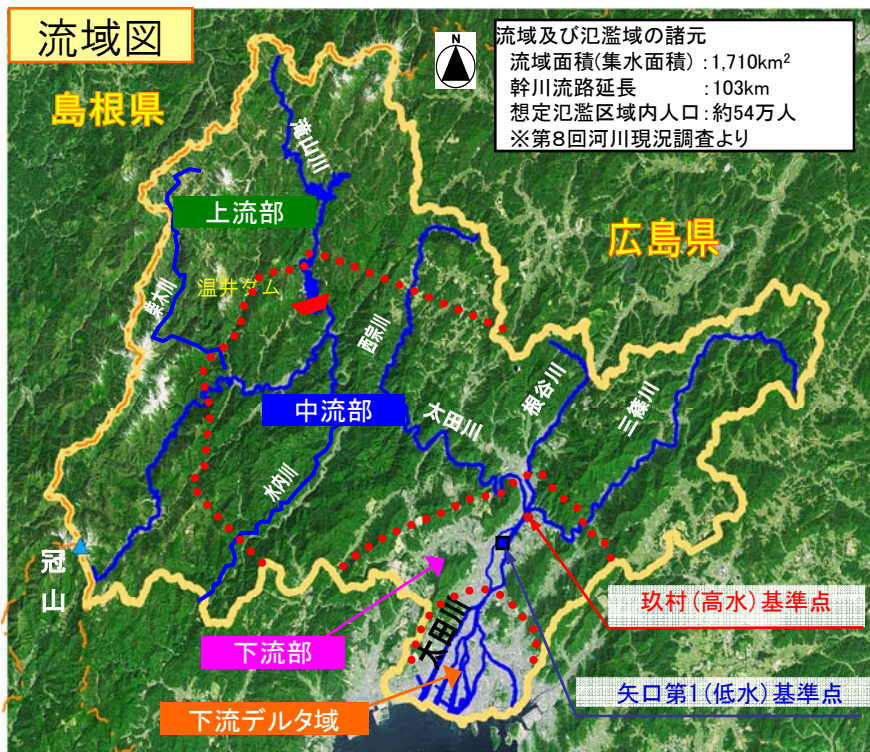 流域図
N
流域及び氾濫域の諸元
流域面積(集水面積) :1,710km²
幹川流路延長 :103km
想定氾濫区域内人口:約54万人
※第8回河川現況調査より
島根県
滝山川
上流部
広島県
柴木川
温井ダム
西宗川
根谷川
中流部
太田川
三篠川
水内川
冠山
玖村(高水)基準点
下流部
太田川
矢口第1(低水)基準点
下流デルタ域